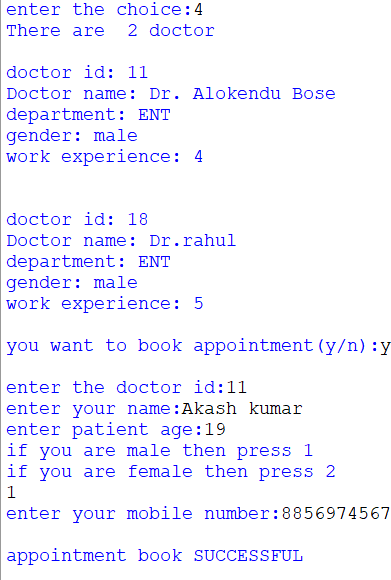 enter the choice:4
There are  2 doctor
doctor id: 11
Doctor name: Dr. Alokendu Bose
department: ENT
gender: male
work experience: 4
doctor id: 18
Doctor name: Dr.rahul
department: ENT
gender: male
work experience: 5
you want to book appointment(y/n):y
enter the doctor id:11
enter your name:Akash kumar
enter patient age:19
if you are male then press 1
if you are female then press 2
1
enter your mobile number:8856974567
appointment book SUCCESSFUL